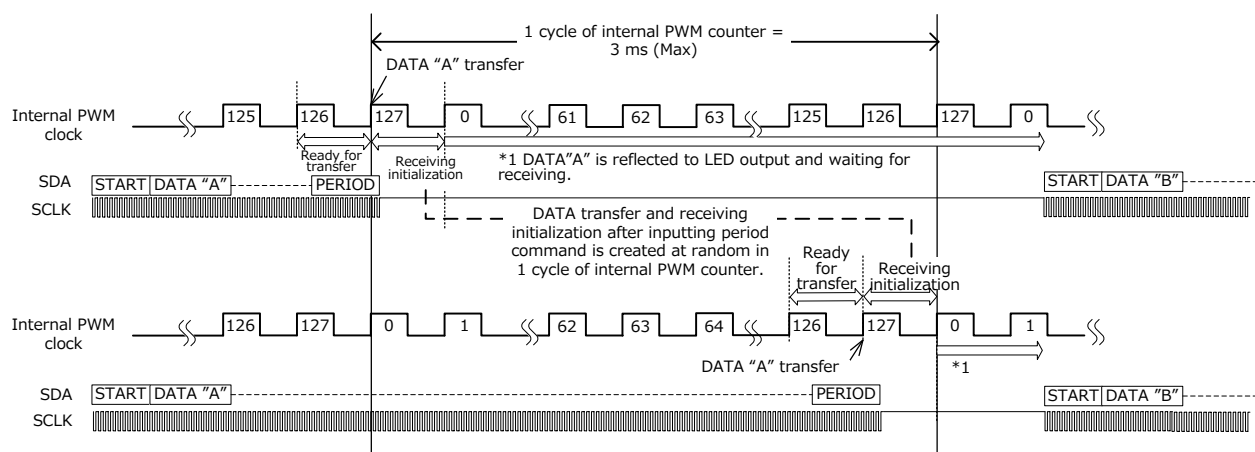 1 cycle of internal PWM counter =
3 ms (Max)
DATA “A” transfer
Internal PWM
clock
125 126 127 0 61 62 63 125 126 127 0
Ready for
transfer
Receiving
initialization
*1 DATA”A” is reflected to LED output and waiting for
receiving.
SDA START DATA ”A” PERIOD START DATA ”B”
SCLK
DATA transfer and receiving
initialization after inputting period
command is created at random in
1 cycle of internal PWM counter.
Ready
for
transfer
Receiving
initialization
Internal PWM
clock
126 127 0 1 62 63 64 126 127 0 1
DATA “A” transfer
*1
SDA START DATA ”A” PERIOD START DATA ”B”
SCLK